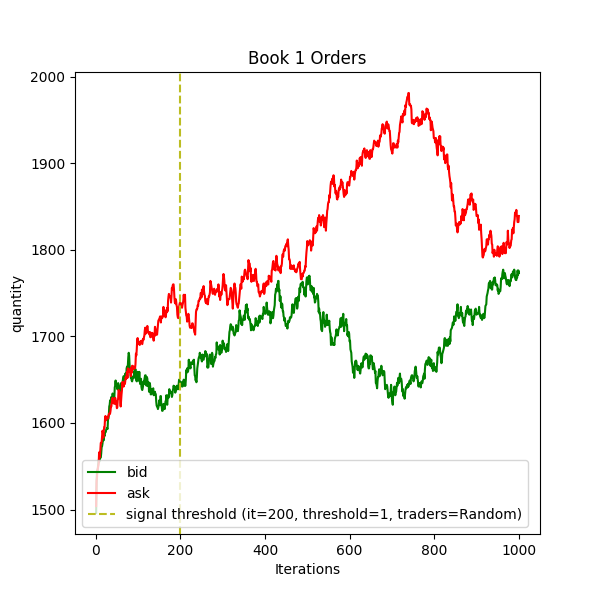 Book 1 Orders
2000
1900
1800
1700
1600
1500
quantity
bid
ask
signal threshold (it=200, threshold=1, traders=Random)
0 200 400 600 800 1000
Iterations